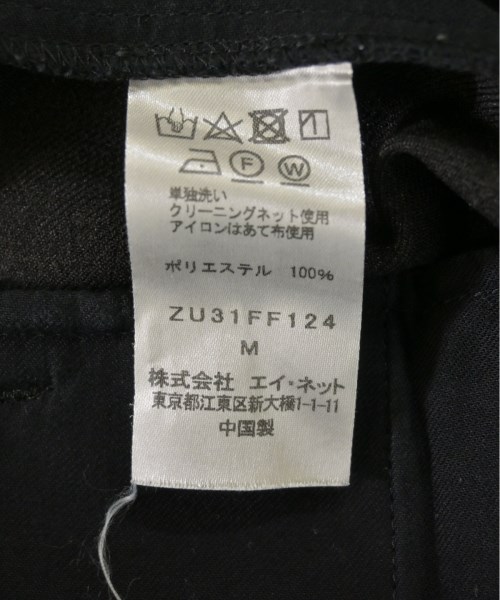 F W
単独洗い
クリーニングネット使用
アイロンはあて布使用
ポリエステル 100%
ZU31FF124
M
株式会社 エイ・ネット
東京都江東区新大橋1-1-11
中国製